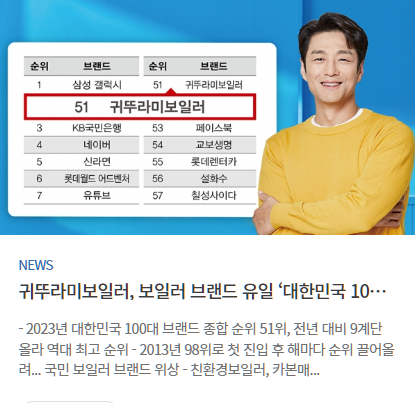 순위 브랜드 순위 브랜드
1 삼성 갤럭시 51 귀뚜라미보일러
51 귀뚜라미보일러
3 KB국민은행 53 페이스북
4 네이버 54 교보생명
5 신라면 55 롯데렌터카
6 롯데월드 어드벤처 56 설화수
7 유튜브 57 칠성사이다
NEWS
귀뚜라미보일러, 보일러 브랜드 유일 ‘대한민국 10…
- 2023년 대한민국 100대 브랜드 종합 순위 51위, 전년 대비 9계단
올라 역대 최고 순위 - 2013년 98위로 첫 진입 후 해마다 순위 끌어올
려... 국민 보일러 브랜드 위상 - 친환경보일러, 카본매...